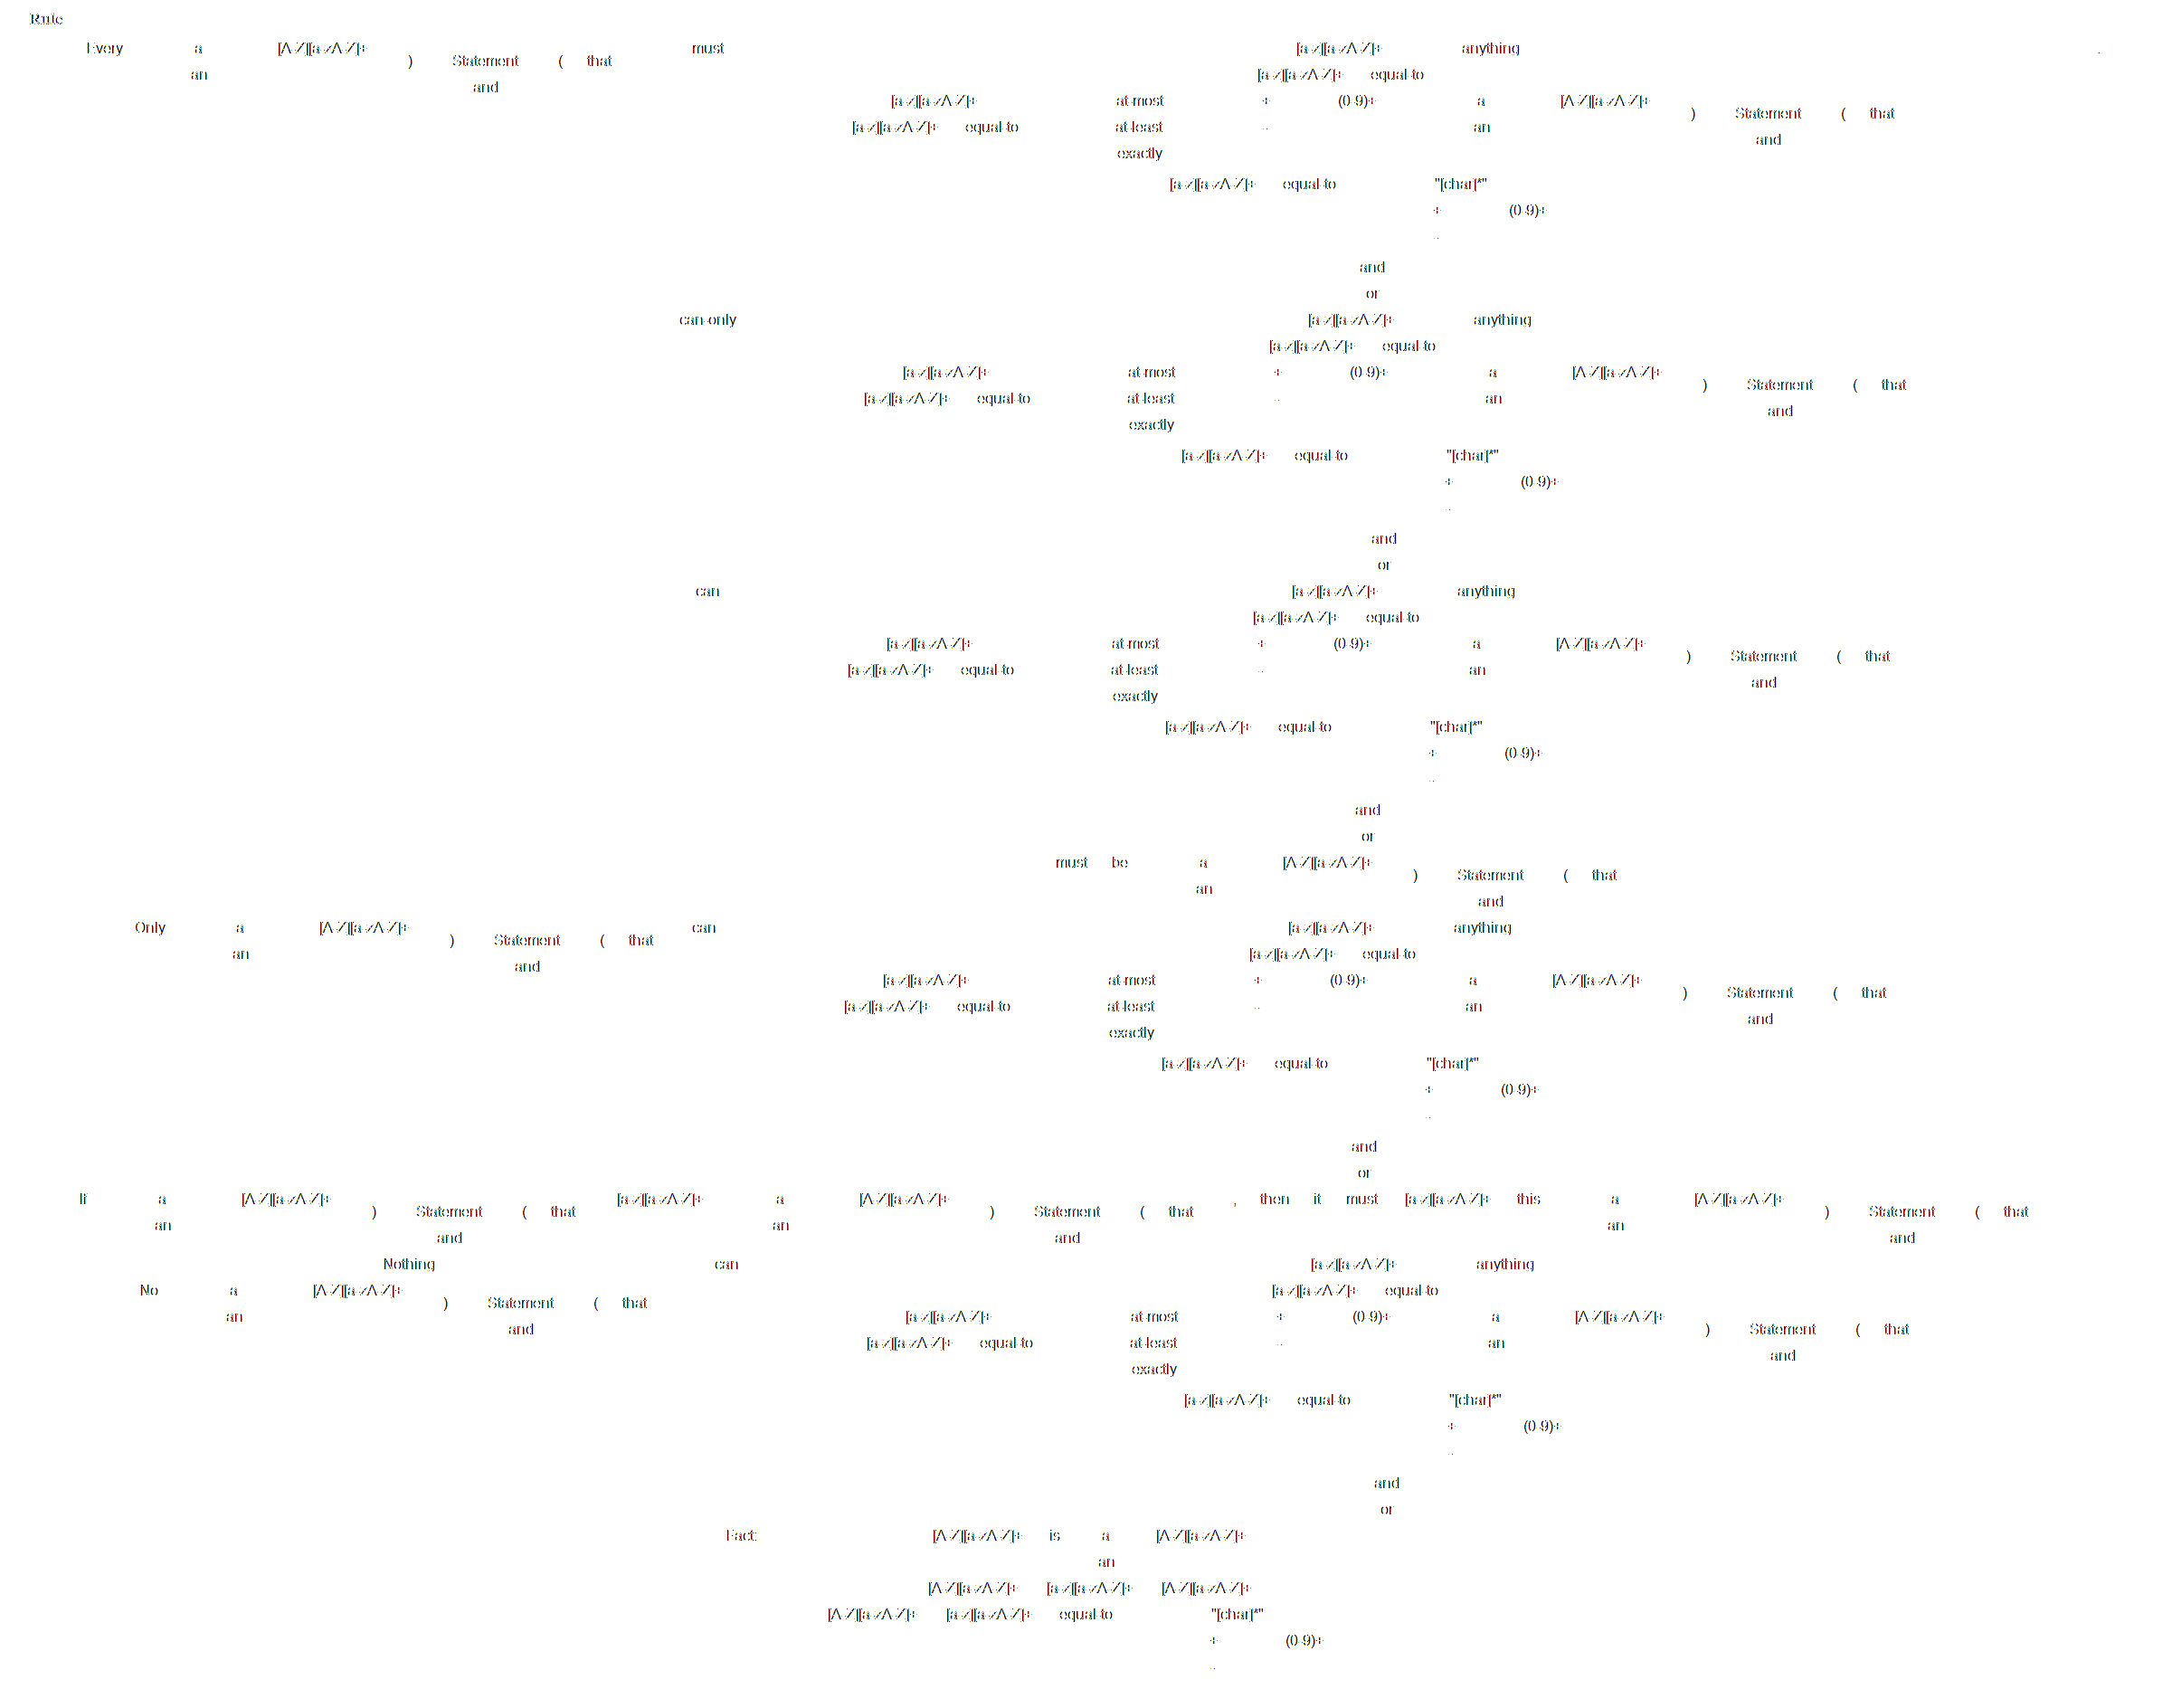 Rule
Every a [A-Z][a-zA-Z]+ must [a-z][a-zA-Z]+ anything .
) Statement ( that
an [a-z][a-zA-Z]+ equal-to
and
[a-z][a-zA-Z]+ at-most + (0-9)+ a [A-Z][a-zA-Z]+
) Statement ( that
[a-z][a-zA-Z]+ equal-to at-least - an
and
exactly
[a-z][a-zA-Z]+ equal-to "[char]*"
+ (0-9)+
-
and
or
can-only [a-z][a-zA-Z]+ anything
[a-z][a-zA-Z]+ equal-to
[a-z][a-zA-Z]+ at-most + (0-9)+ a [A-Z][a-zA-Z]+
) Statement ( that
[a-z][a-zA-Z]+ equal-to at-least - an
and
exactly
[a-z][a-zA-Z]+ equal-to "[char]*"
+ (0-9)+
-
and
or
can [a-z][a-zA-Z]+ anything
[a-z][a-zA-Z]+ equal-to
[a-z][a-zA-Z]+ at-most + (0-9)+ a [A-Z][a-zA-Z]+
) Statement ( that
[a-z][a-zA-Z]+ equal-to at-least - an
and
exactly
[a-z][a-zA-Z]+ equal-to "[char]*"
+ (0-9)+
-
and
or
must be a [A-Z][a-zA-Z]+
) Statement ( that
an
and
Only a [A-Z][a-zA-Z]+ can [a-z][a-zA-Z]+ anything
) Statement ( that
an [a-z][a-zA-Z]+ equal-to
and
[a-z][a-zA-Z]+ at-most + (0-9)+ a [A-Z][a-zA-Z]+
) Statement ( that
[a-z][a-zA-Z]+ equal-to at-least - an
and
exactly
[a-z][a-zA-Z]+ equal-to "[char]*"
+ (0-9)+
-
and
or
If a [A-Z][a-zA-Z]+ [a-z][a-zA-Z]+ a [A-Z][a-zA-Z]+ , then it must [a-z][a-zA-Z]+ this a [A-Z][a-zA-Z]+
) Statement ( that ) Statement ( that ) Statement ( that
an an an
and and and
Nothing can [a-z][a-zA-Z]+ anything
No a [A-Z][a-zA-Z]+ [a-z][a-zA-Z]+ equal-to
) Statement ( that
an [a-z][a-zA-Z]+ at-most + (0-9)+ a [A-Z][a-zA-Z]+
and ) Statement ( that
[a-z][a-zA-Z]+ equal-to at-least - an
and
exactly
[a-z][a-zA-Z]+ equal-to "[char]*"
+ (0-9)+
-
and
or
Fact: [A-Z][a-zA-Z]+ is a [A-Z][a-zA-Z]+
an
[A-Z][a-zA-Z]+ [a-z][a-zA-Z]+ [A-Z][a-zA-Z]+
[A-Z][a-zA-Z]+ [a-z][a-zA-Z]+ equal-to "[char]*"
+ (0-9)+
-